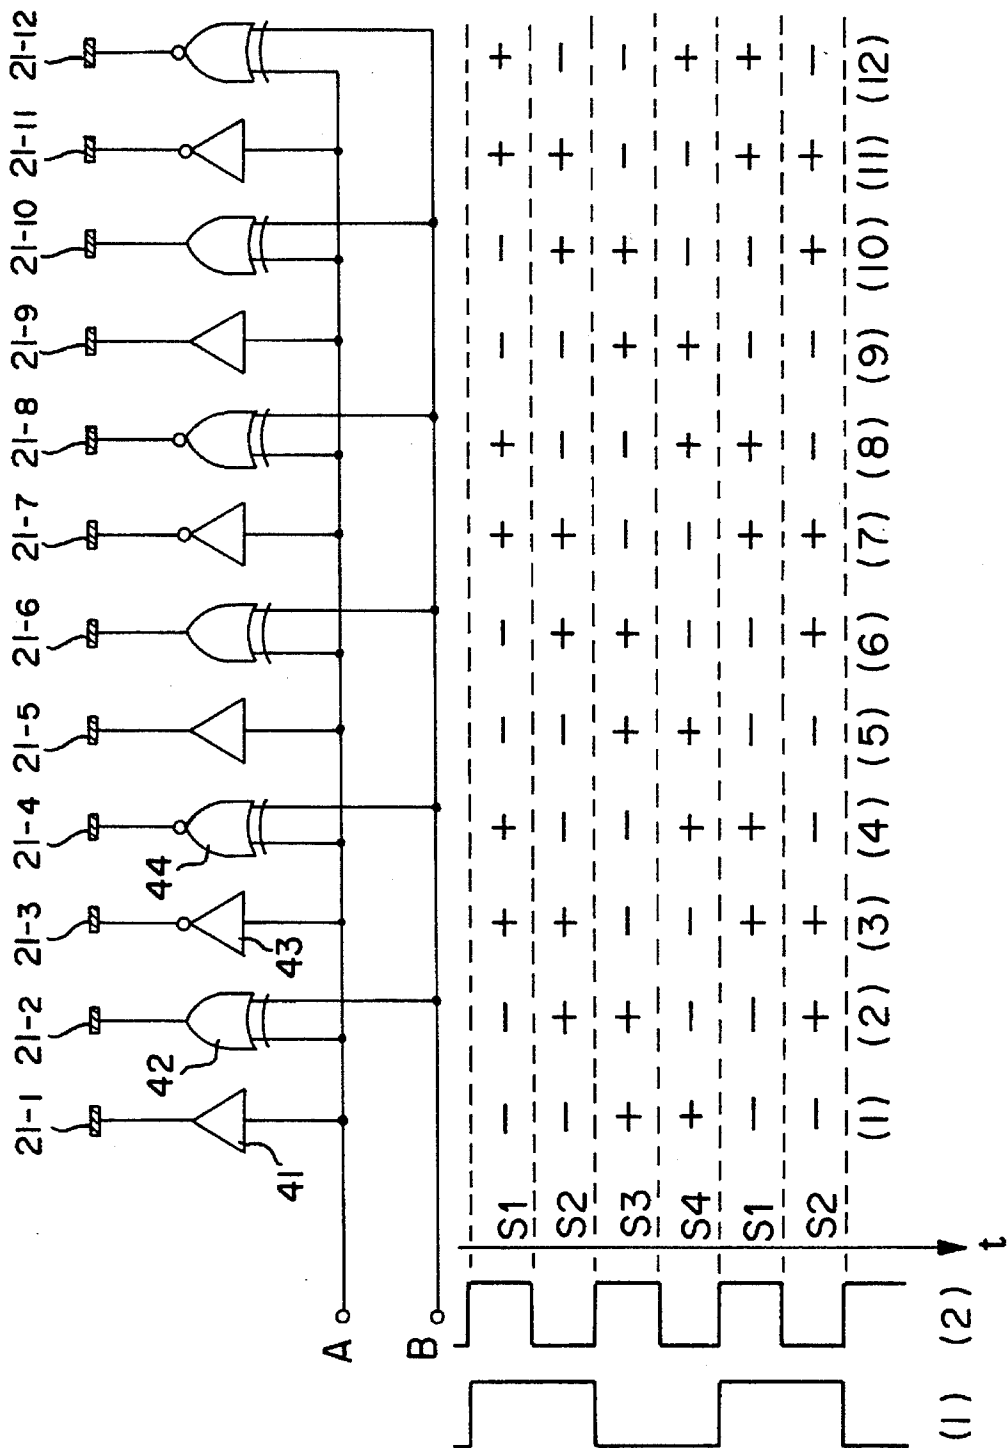 21-1 21-2 21-3 21-4 21-5 21-6 21-7 21-8 21-9 21-10 21-11 21-12
42 44
41 43
A
B
S1 − − + + − − + + − − + +
S2 − + + − − + + − − + + −
S3 + + − − + + − − + + − −
S4 + − − + + − − + + − − +
S1 − − + + − − + + − − + +
S2 − + + − − + + − − + + −
(1) (2) (3) (4) (5) (6) (7) (8) (9) (10) (11) (12)
(1) (2) t